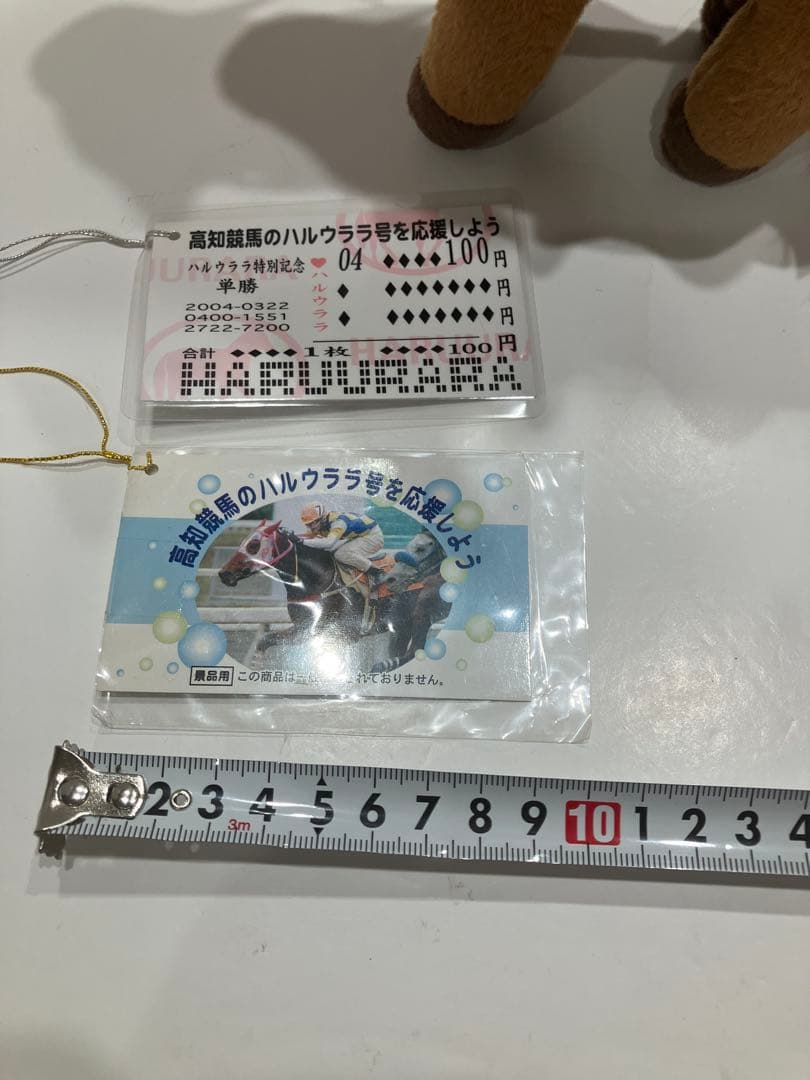 高知競馬のハルウララ号を応援しよう
ハルウララ特別記念
単勝
2004-0322
0400-1551
2722-7200
♥ハルウララ
04 ♦♦♦♦100円
♦ ♦♦♦♦♦♦♦円
♦ ♦♦♦♦♦♦♦円
合計 ♦♦♦♦1枚 ♦♦♦♦100円
HARUURARA
高知競馬のハルウララ号を応援しよう
景品用 この商品は一 されておりません。
2 3 4 5 6 7 8 9 10 1 2 3 4
3m